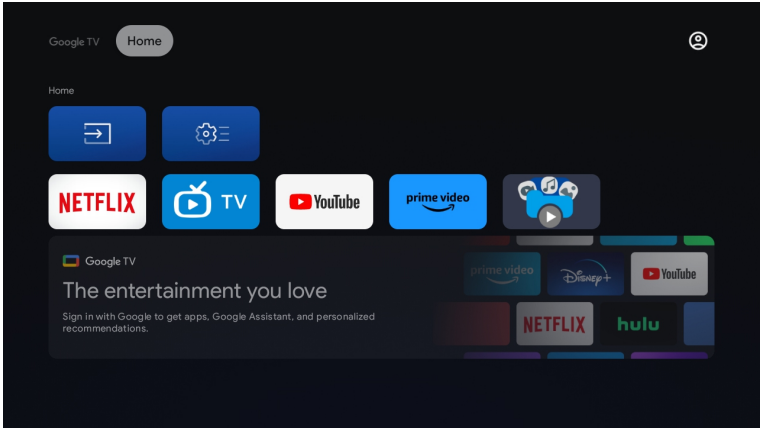 Google TV
Home
Home
NETFLIX
TV
YouTube
prime video
Google TV
The entertainment you love
Sign in with Google to get apps, Google Assistant, and personalized
recommendations.
prime video
Disney+
YouTube
NETFLIX
hulu